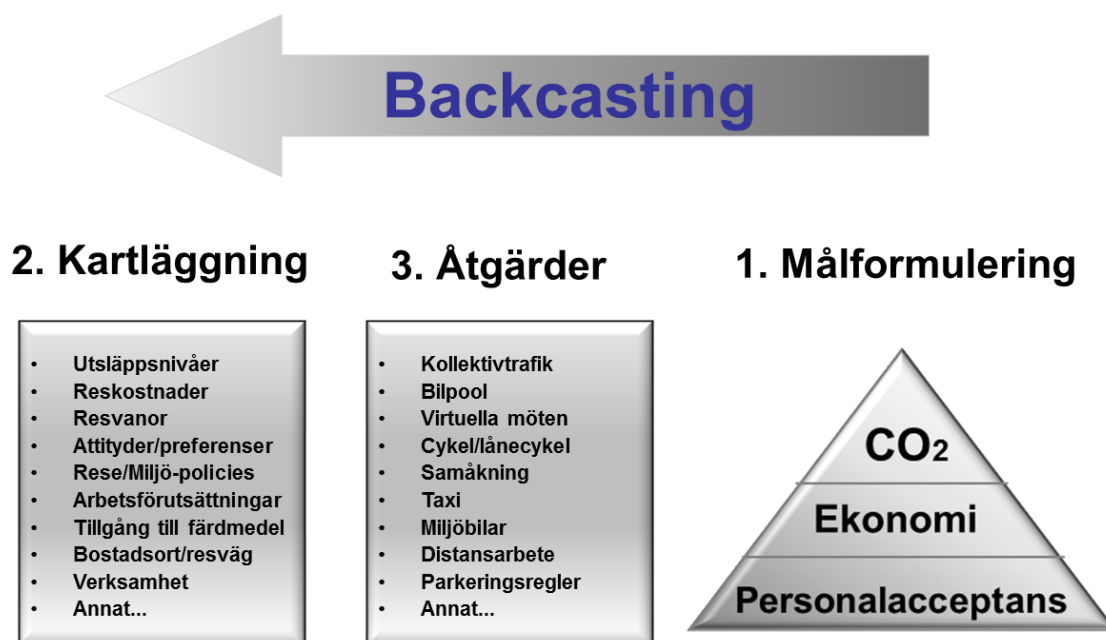 Backcasting
2. Kartläggning
• Utsläppsnivåer
• Reskostnader
• Resvanor
• Attityder/preferenser
• Rese/Miljö-policies
• Arbetsförutsättningar
• Tillgång till färdmedel
• Bostadsort/resväg
• Verksamhet
• Annat...
3. Åtgärder
• Kollektivtrafik
• Bilpool
• Virtuella möten
• Cykel/lånecykel
• Samåkning
• Taxi
• Miljöbilar
• Distansarbete
• Parkeringsregler
• Annat...
1. Målformulering
CO₂
Ekonomi
Personalacceptans